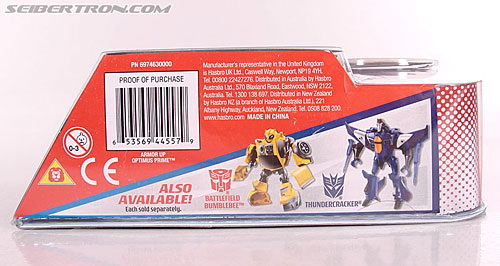 SEIBERTRON.COM
PN 6974630000
PROOF OF PURCHASE
6 53569 44557 9
ARMOR UP
OPTIMUS PRIME™
0-3
CE
Manufacturer's representative in the United Kingdom
is Hasbro UK Ltd., Caswell Way, Newport, NP19 4YH.
Tel. 00800 22427276. Distributed in Australia by Hasbro
Australia Ltd., 570 Blaxland Road, Eastwood, NSW 2122,
Australia. Tel. 1300 138 697. Distributed in New Zealand
by Hasbro NZ (a branch of Hasbro Australia Ltd.), 221
Albany Highway, Auckland, New Zealand. Tel. 0508 828 200.
www.hasbro.com MADE IN CHINA
ALSO
AVAILABLE!
Each sold separately.
BATTLEFIELD
BUMBLEBEE™
THUNDERCRACKER™